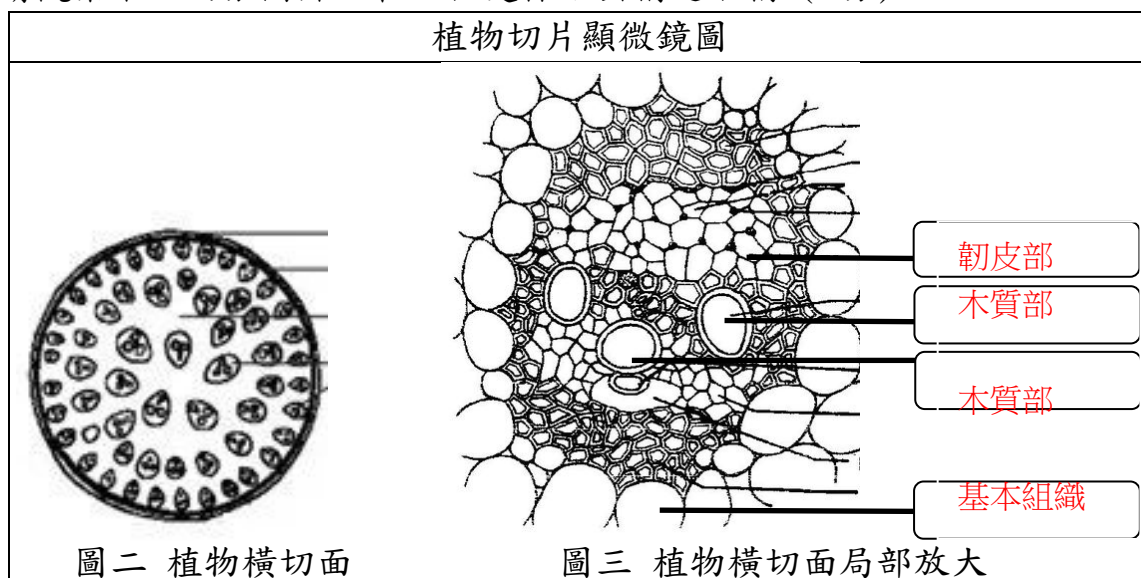 植物切片顯微鏡圖
韌皮部
木質部
木質部
基本組織
圖二 植物橫切面
圖三 植物橫切面局部放大